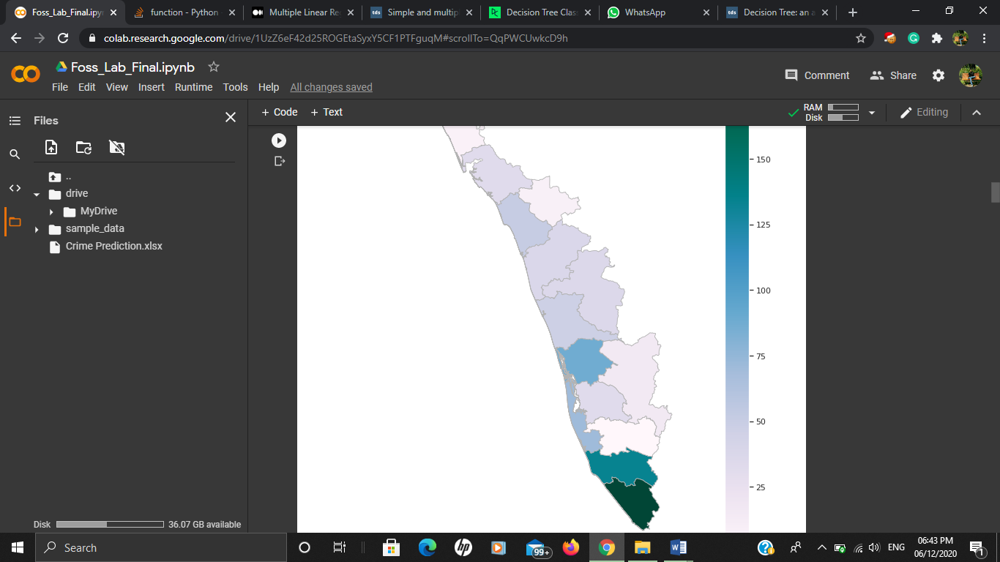 Foss_Lab_Final.ipyn
function - Python
Multiple Linear Re
Simple and multip
Decision Tree Clas
WhatsApp
Decision Tree: an a
colab.research.google.com/drive/1UzZ6eF42d25ROGEtaSyxY5CF1PTFguqM#scrollTo=QqPWCUwkcD9h
Foss_Lab_Final.ipynb
Comment
Share
File Edit View Insert Runtime Tools Help All changes saved
Files
+ Code + Text
RAM
Disk
Editing
..
drive
MyDrive
sample_data
Crime Prediction.xlsx
150
125
100
75
50
25
Disk 36.07 GB available
Search
99+
ENG
06:43 PM
06/12/2020
1